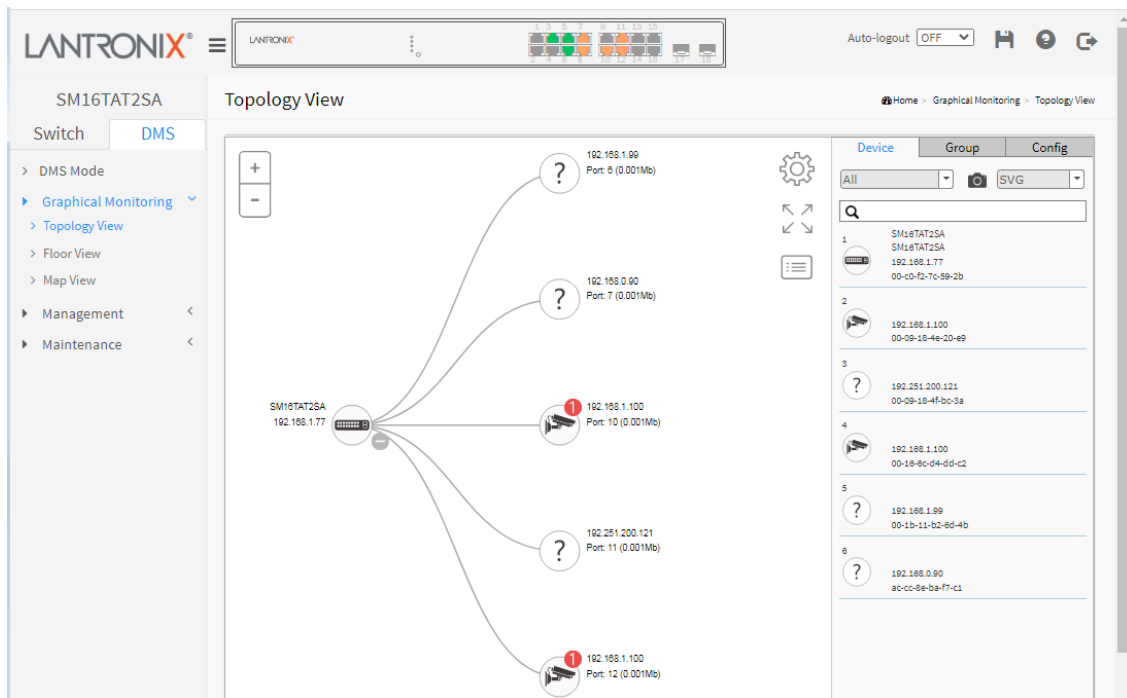 LANTRONIX®
LANTRONIX
1 3 5 7 9 11 13 15
2 4 6 8 10 12 14 16 17 18
Auto-logout OFF
SM16TAT2SA
Switch DMS
DMS Mode
Graphical Monitoring
Topology View
Floor View
Map View
Management
Maintenance
Topology View
Home > Graphical Monitoring > Topology View
+
−
192.168.1.99
Port: 6 (0.001Mb)
?
192.168.0.90
Port: 7 (0.001Mb)
?
SM16TAT2SA
192.168.1.77
1
192.168.1.100
Port: 10 (0.001Mb)
192.251.200.121
Port: 11 (0.001Mb)
?
1
192.168.1.100
Port: 12 (0.001Mb)
Device Group Config
All SVG
1
SM16TAT2SA
SM16TAT2SA
192.168.1.77
00-c0-f2-7c-59-2b
2
192.168.1.100
00-09-18-4e-20-e9
3
?
192.251.200.121
00-09-18-4f-bc-3a
4
192.168.1.100
00-16-6c-d4-dd-c2
5
?
192.168.1.99
00-1b-11-b2-6d-4b
6
?
192.168.0.90
ac-cc-8e-ba-f7-c1